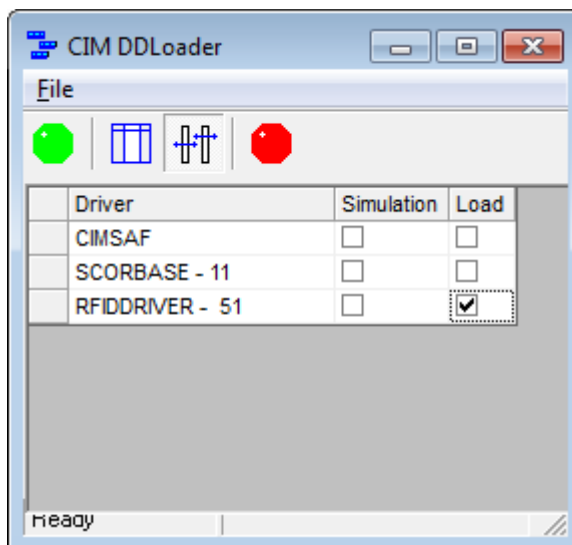 CIM DDLoader
File
Driver Simulation Load
CIMSAF
SCORBASE - 11
RFIDDRIVER - 51
Ready